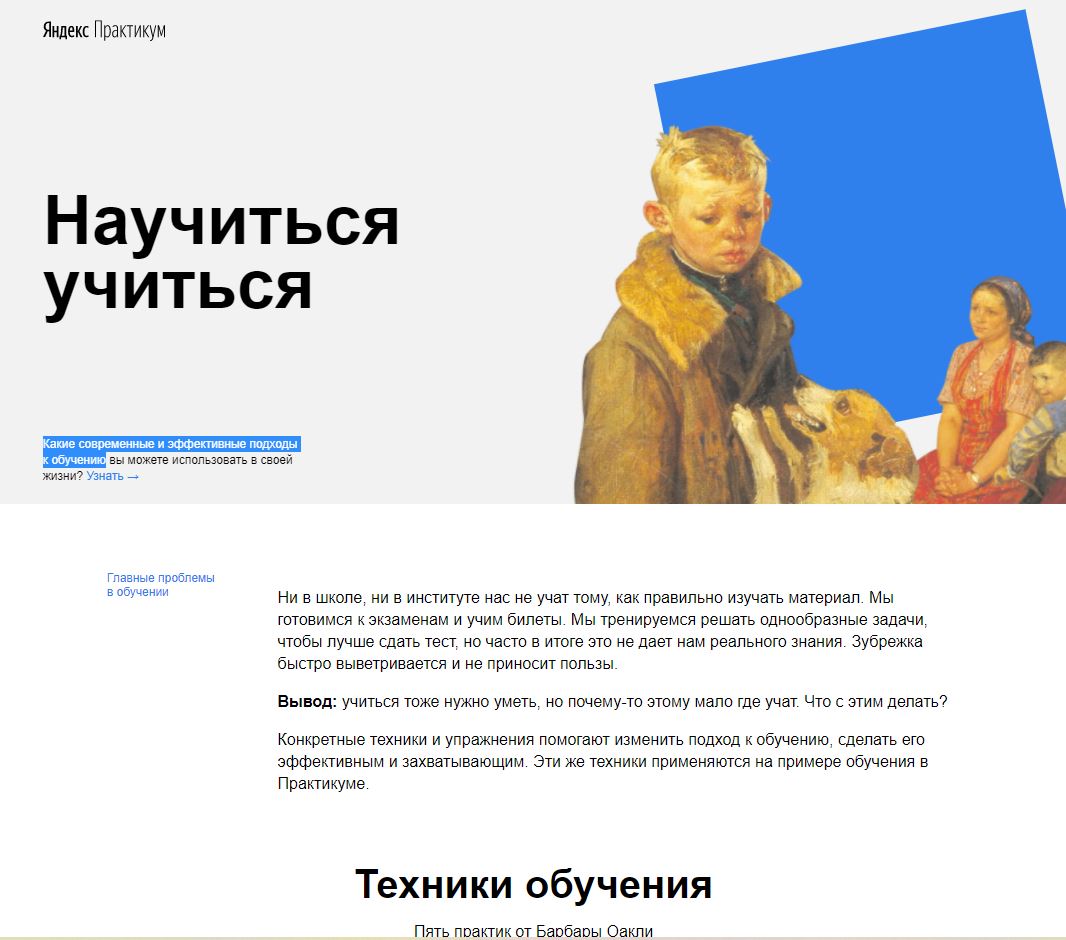 Яндекс Практикум
Научиться
учиться
Какие современные и эффективные подходы
к обучению вы можете использовать в своей
жизни? Узнать →
Главные проблемы
в обучении
Ни в школе, ни в институте нас не учат тому, как правильно изучать материал. Мы
готовимся к экзаменам и учим билеты. Мы тренируемся решать однообразные задачи,
чтобы лучше сдать тест, но часто в итоге это не дает нам реального знания. Зубрежка
быстро выветривается и не приносит пользы.
Вывод: учиться тоже нужно уметь, но почему-то этому мало где учат. Что с этим делать?
Конкретные техники и упражнения помогают изменить подход к обучению, сделать его
эффективным и захватывающим. Эти же техники применяются на примере обучения в
Практикуме.
Техники обучения
Пять практик от Барбары Оакли